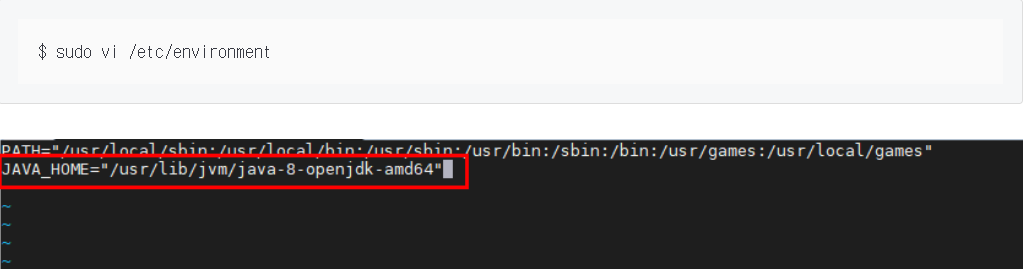 $ sudo vi /etc/environment
PATH="/usr/local/sbin:/usr/local/bin:/usr/sbin:/usr/bin:/sbin:/bin:/usr/games:/usr/local/games"
JAVA_HOME="/usr/lib/jvm/java-8-openjdk-amd64"
~
~
~
~